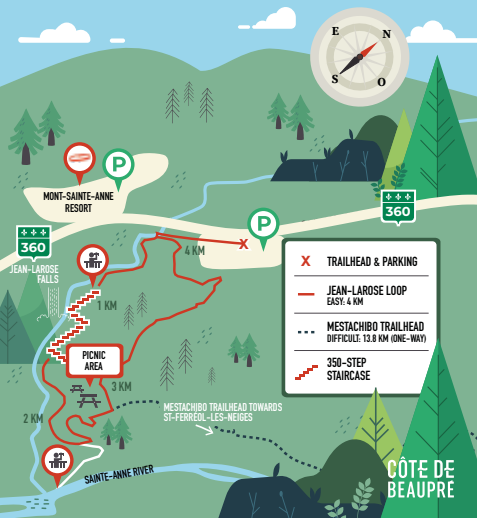 E
N
S
O
P
MONT-SAINTE-ANNE
RESORT
360
P
360
X
4 KM
JEAN-LAROSE
FALLS
1 KM
X TRAILHEAD & PARKING
JEAN-LAROSE LOOP
EASY: 4 KM
MESTACHIBO TRAILHEAD
DIFFICULT: 13.8 KM (ONE-WAY)
350-STEP
STAIRCASE
PICNIC
AREA
3 KM
2 KM
MESTACHIBO TRAILHEAD TOWARDS
ST-FERRÉOL-LES-NEIGES
SAINTE-ANNE RIVER
CÔTE DE
BEAUPRÉ